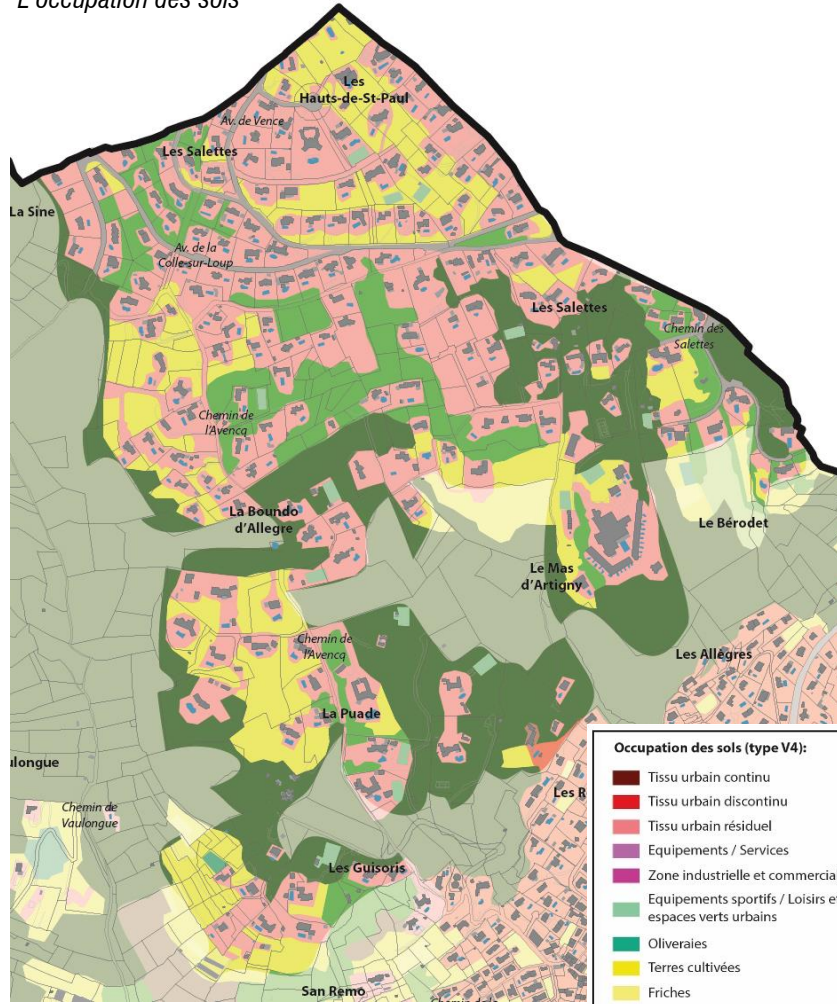 L'occupation des sols
Les
Hauts-de-St-Paul
Av. de Vence
Les Salettes
La Sine
Av. de la
Colle-sur-Loup
Les Salettes
Chemin des
Salettes
Chemin de
l'Avencq
La Boundo
d'Allegre
Le Bérodet
Le Mas
d'Artigny
Chemin de
l'Avencq
Les Allègres
La Puade
ulongue
Les R
Chemin de
Vaulongue
Les Guisoris
San Remo
Chemin de la
Occupation des sols (type V4):
Tissu urbain continu
Tissu urbain discontinu
Tissu urbain résiduel
Equipements / Services
Zone industrielle et commercial
Equipements sportifs / Loisirs et
espaces verts urbains
Oliveraies
Terres cultivées
Friches